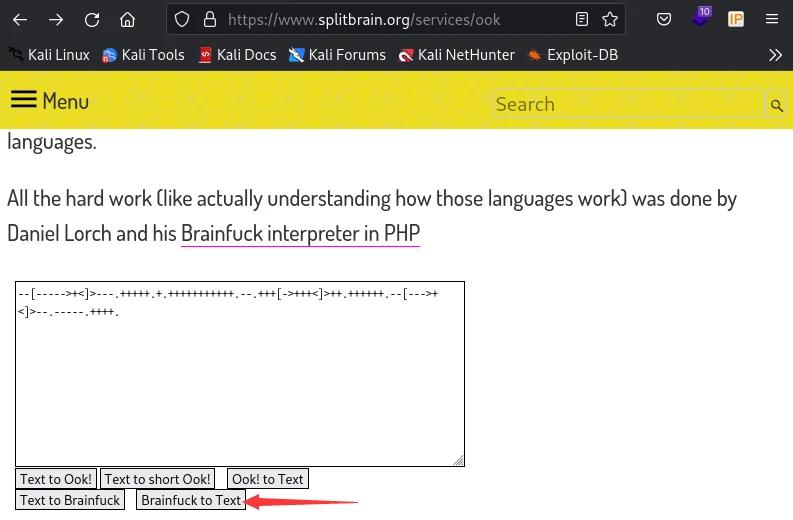 https://www.splitbrain.org/services/ook
10
IP
Kali Linux Kali Tools Kali Docs Kali Forums Kali NetHunter Exploit-DB
Menu
Search
languages.
All the hard work (like actually understanding how those languages work) was done by
Daniel Lorch and his Brainfuck interpreter in PHP
--[----->+<]>---.+++++.+.+++++++++++.--.+++[->+++<]>++.++++++.--[--->+
<]>--.-----.++++.
Text to Ook! Text to short Ook! Ook! to Text
Text to Brainfuck Brainfuck to Text